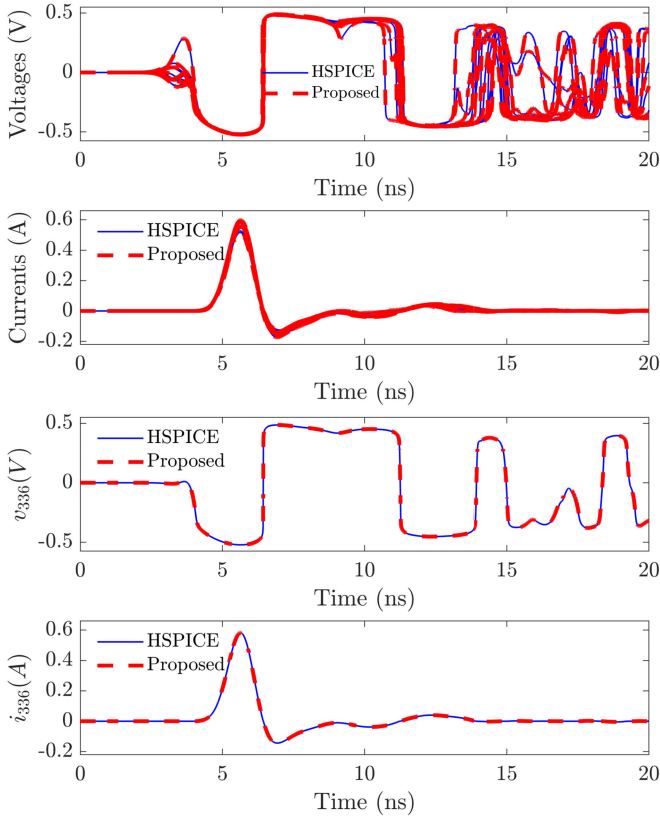 Voltages (V)
0.5
0
-0.5
HSPICE
Proposed
0 5 10 15 20
Time (ns)
Currents (A)
0.6
0.4
0.2
0
-0.2
HSPICE
Proposed
0 5 10 15 20
Time (ns)
v336(V)
0.5
0
-0.5
HSPICE
Proposed
0 5 10 15 20
Time (ns)
i336(A)
0.6
0.4
0.2
0
-0.2
HSPICE
Proposed
0 5 10 15 20
Time (ns)